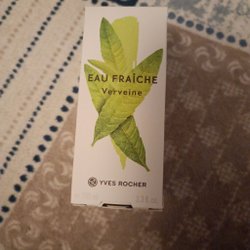 EAU FRAÎCHE
Verveine
YVES ROCHER